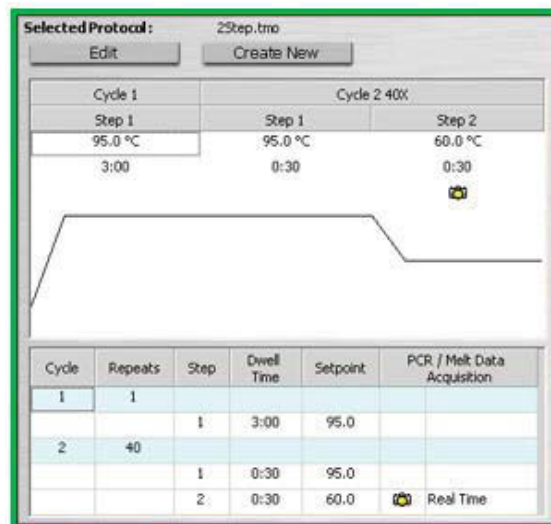 Selected Protocol: 2Step.tmo
Edit Create New
Cycle 1 Cycle 2 40X
Step 1 Step 1 Step 2
95.0 °C 95.0 °C 60.0 °C
3:00 0:30 0:30
Cycle Repeats Step Dwell Time Setpoint PCR / Melt Data Acquisition
1 1
1 3:00 95.0
2 40
1 0:30 95.0
2 0:30 60.0 Real Time